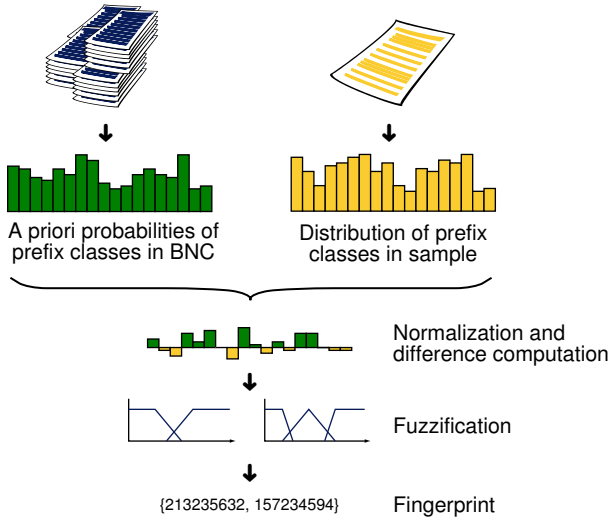 A priori probabilities of
prefix classes in BNC
Distribution of prefix
classes in sample
Normalization and
difference computation
Fuzzification
{213235632, 157234594}
Fingerprint